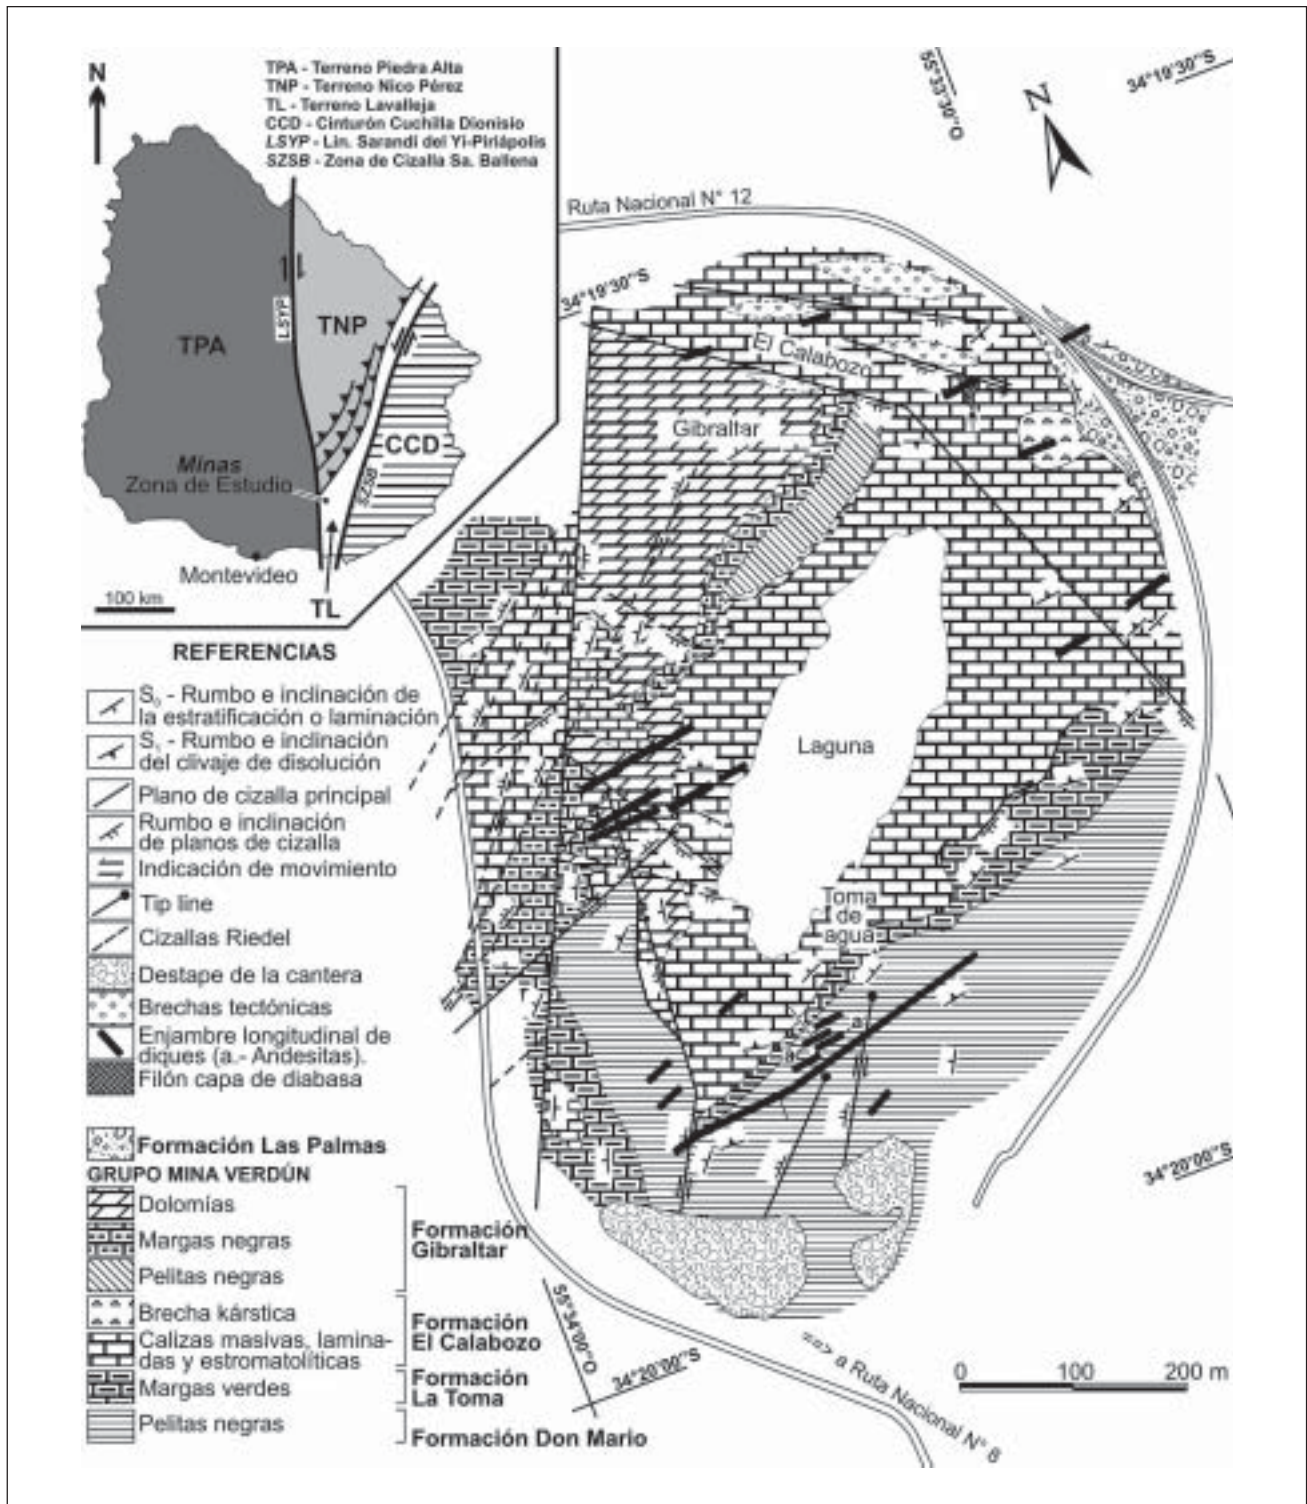 N
TPA - Terreno Piedra Alta
TNP - Terreno Nico Pérez
TL - Terreno Lavalleja
CCD - Cinturón Cuchilla Dionisio
LSYP - Lin. Sarandí del Yi-Piriápolis
SZSB - Zona de Cizalla Sa. Ballena
LSYP
TPA
TNP
CCD
SZSB
Minas
Zona de Estudio
Montevideo
100 km
TL
55°33'30''O
34°19'30''S
N
Ruta Nacional N° 12
34°19'30''S
El Calabozo
Gibraltar
Laguna
Toma
de
agua
a
a
34°20'00''S
55°34'00''O
34°20'00''S
==> a Ruta Nacional N° 8
0 100 200 m
REFERENCIAS
S₀ - Rumbo e inclinación de
la estratificación o laminación
S₁ - Rumbo e inclinación
del clivaje de disolución
Plano de cizalla principal
Rumbo e inclinación
de planos de cizalla
Indicación de movimiento
Tip line
Cizallas Riedel
Destape de la cantera
Brechas tectónicas
Enjambre longitudinal de
diques (a.- Andesitas).
Filón capa de diabasa
Formación Las Palmas
GRUPO MINA VERDÚN
Dolomías
Margas negras
Pelitas negras
Formación
Gibraltar
Brecha kárstica
Calizas masivas, lamina-
das y estromatolíticas
Formación
El Calabozo
Margas verdes
Formación
La Toma
Pelitas negras
Formación Don Mario